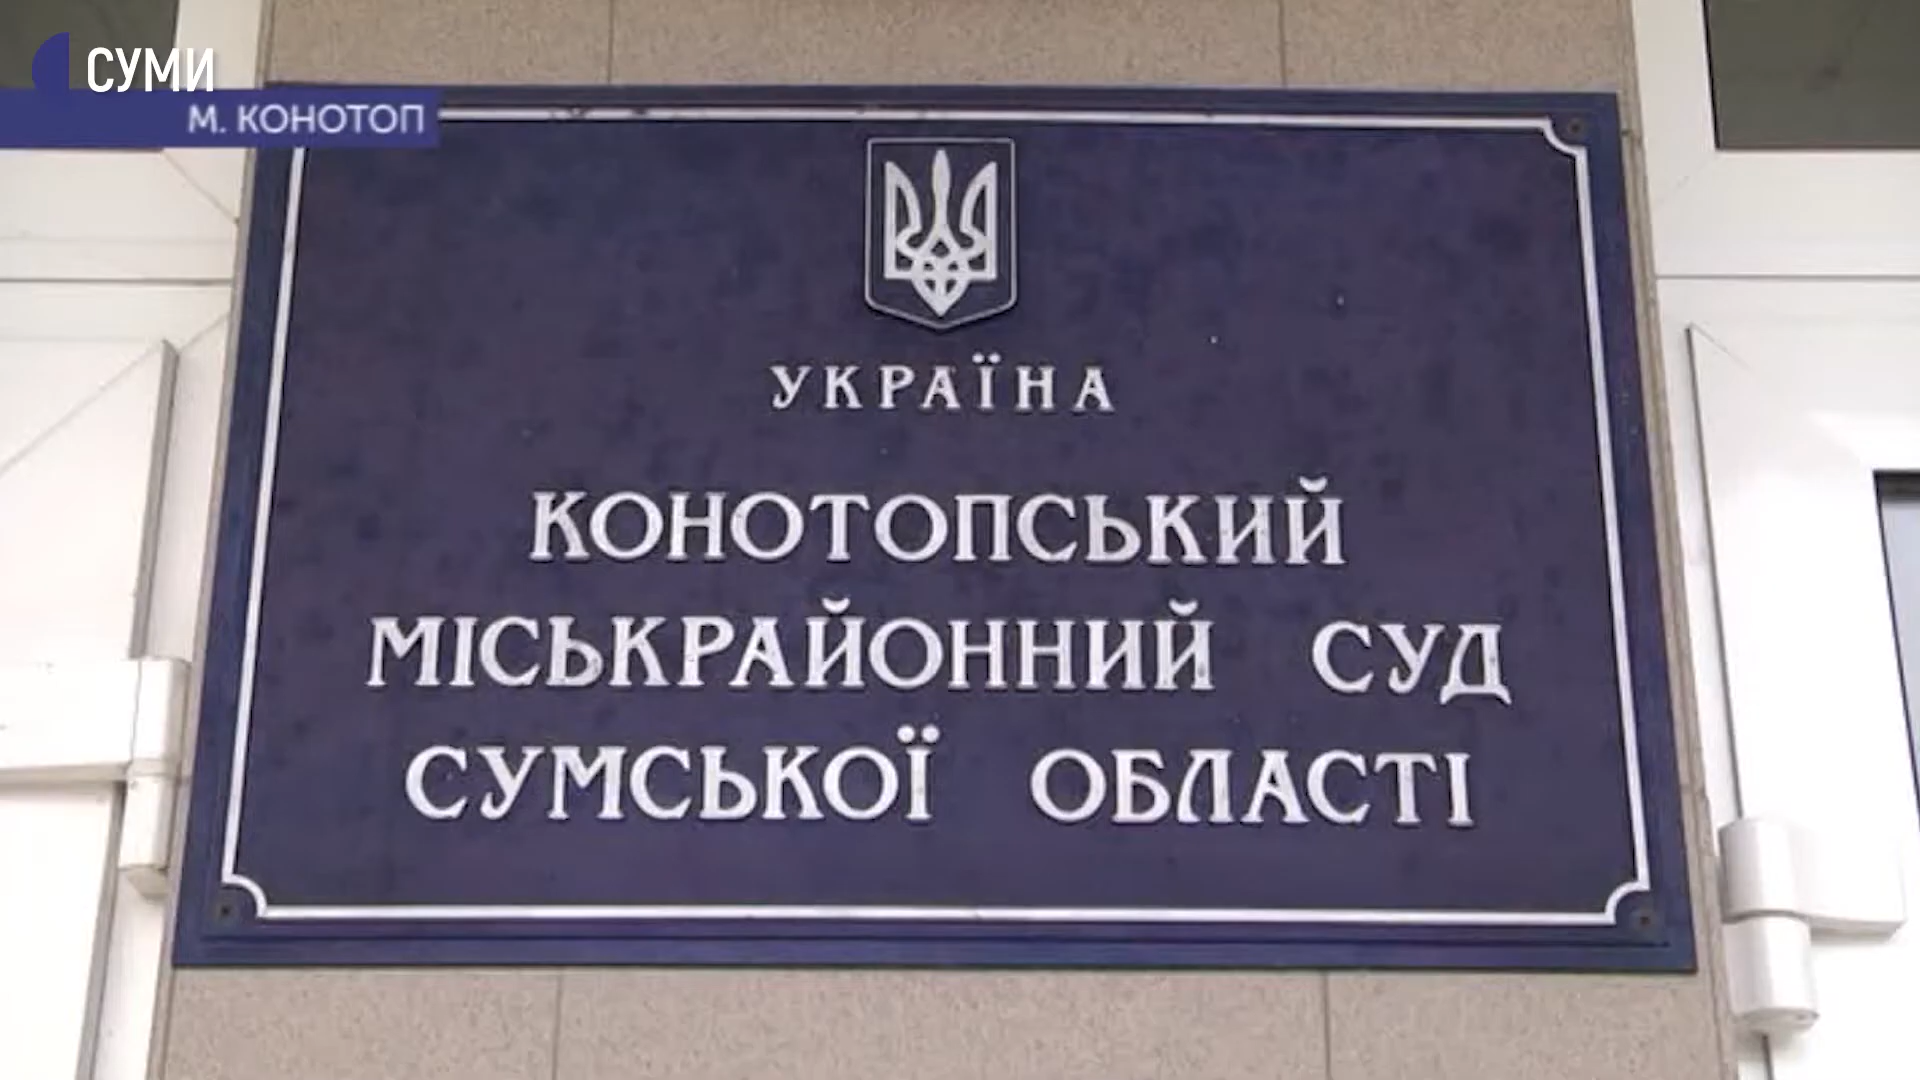 СУМИ
М. КОНОТОП
УКРАЇНА
КОНОТОПСЬКИЙ
МІСЬКРАЙОННИЙ СУД
СУМСЬКОЇ ОБЛАСТІ